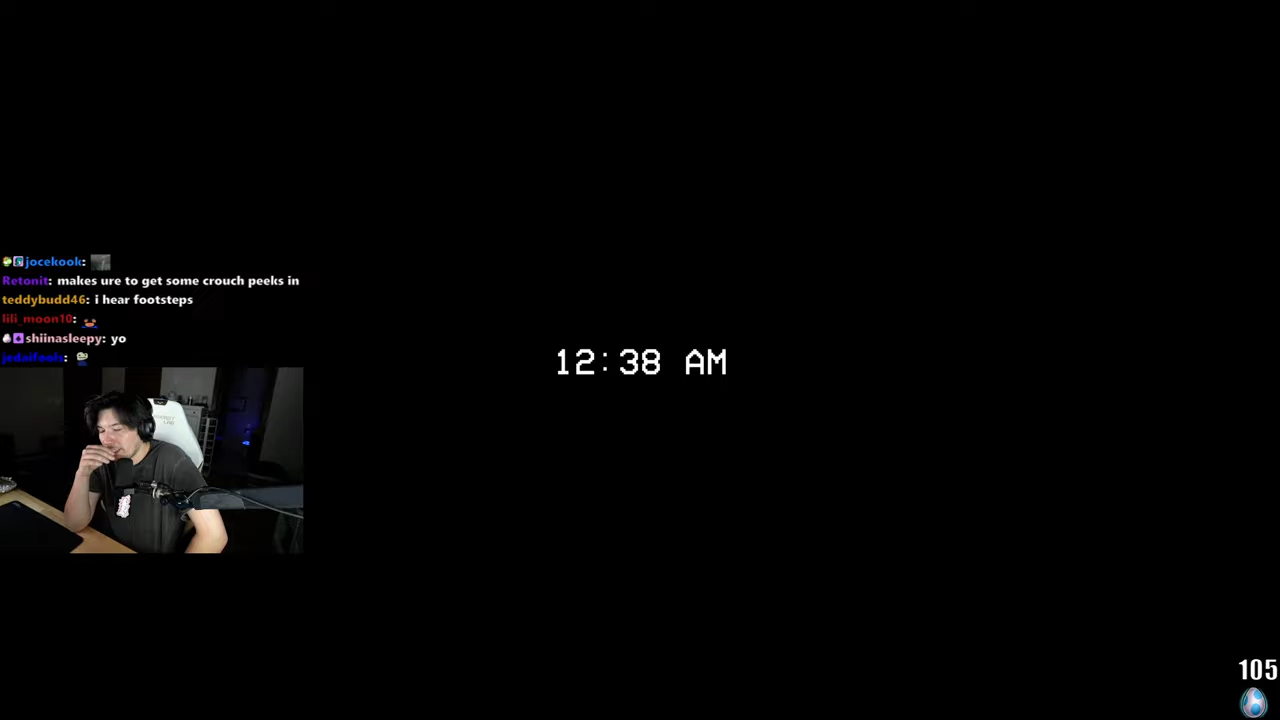 jocekook:
Retonit: makes ure to get some crouch peeks in
teddybudd46: i hear footsteps
lili_moon10:
shiinasleepy: yo
jedaifools:
12:38 AM
105